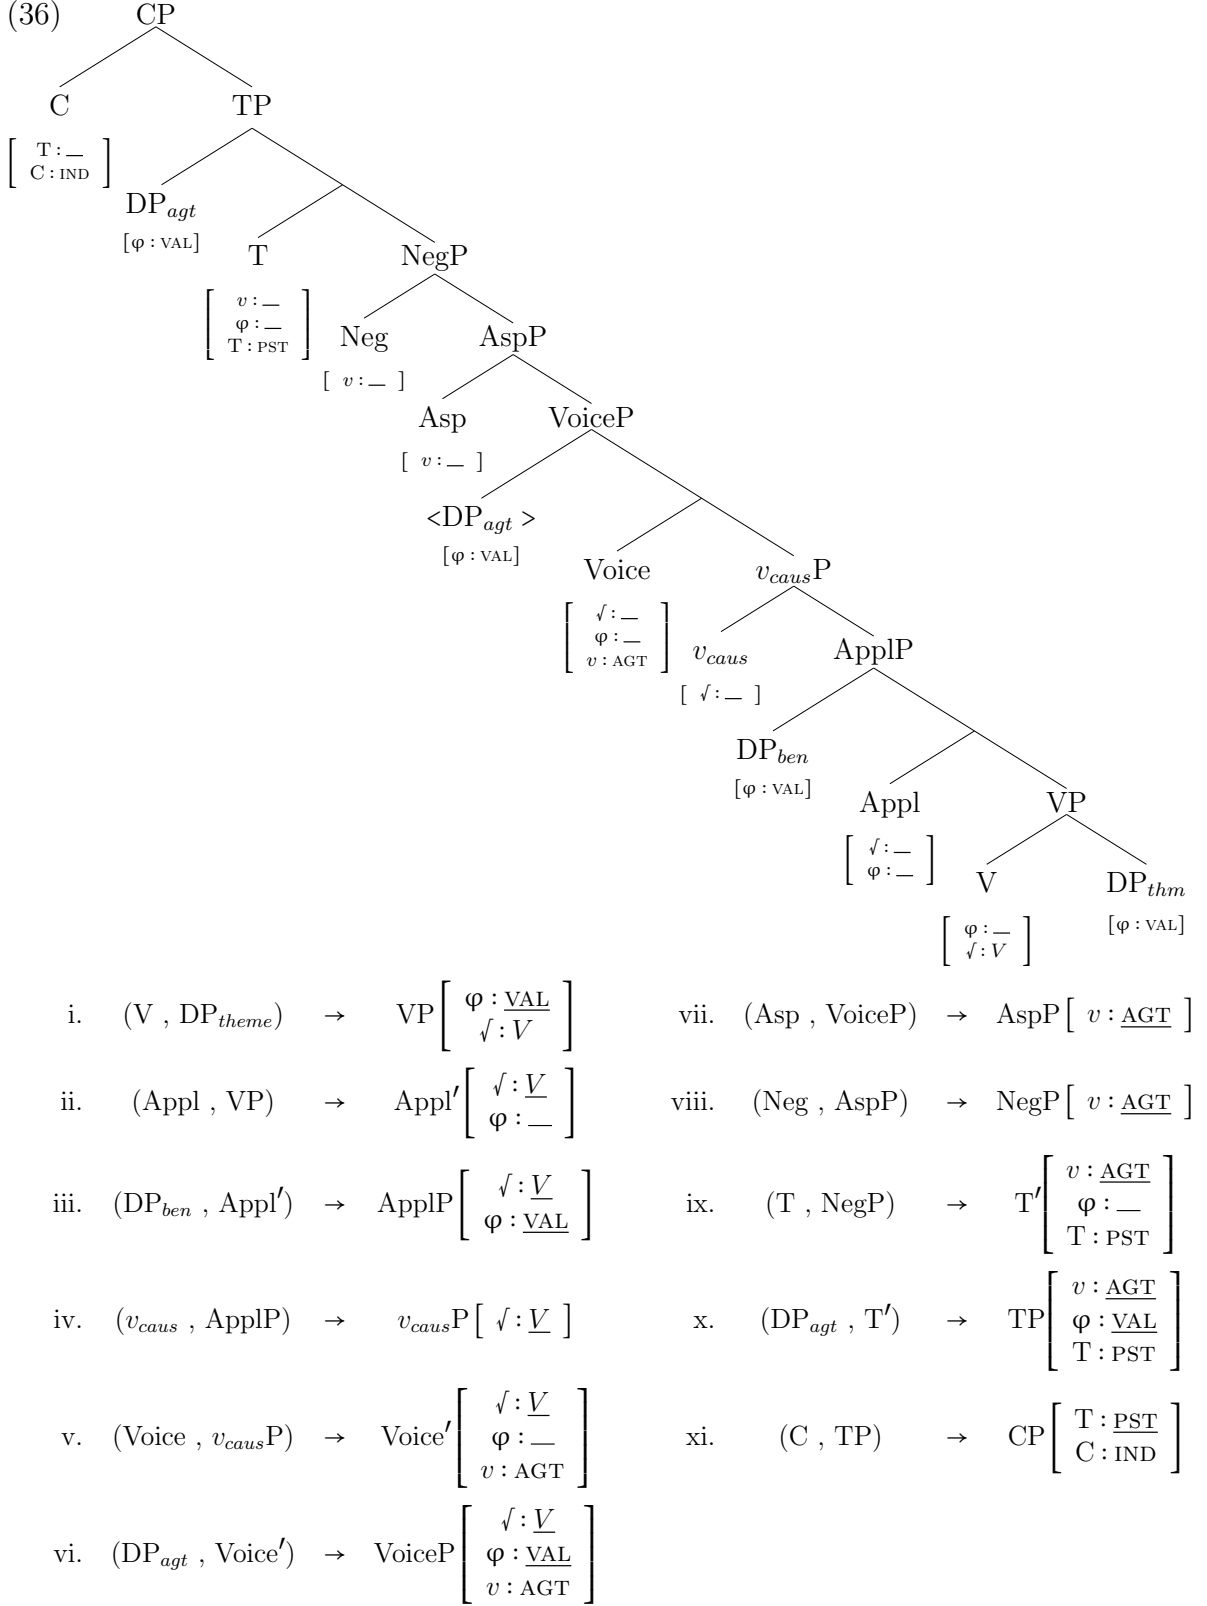 (36) CP
C TP
[ T : __
C : IND ]
DP_agt
[φ : VAL]
T NegP
[ v : __
φ : __
T : PST ]
Neg AspP
[ v : __ ]
Asp VoiceP
[ v : __ ]
<DP_agt >
[φ : VAL]
Voice v_causP
[ √ : __
φ : __
v : AGT ]
v_caus ApplP
[ √ : __ ]
DP_ben
[φ : VAL]
Appl VP
[ √ : __
φ : __ ]
V DP_thm
[ φ : __
√ : V ]
[φ : VAL]
i. (V , DP_theme) → VP [ φ : VAL
√ : V ]
ii. (Appl , VP) → Appl′ [ √ : V
φ : __ ]
iii. (DP_ben , Appl′) → ApplP [ √ : V
φ : VAL ]
iv. (v_caus , ApplP) → v_causP [ √ : V ]
v. (Voice , v_causP) → Voice′ [ √ : V
φ : __
v : AGT ]
vi. (DP_agt , Voice′) → VoiceP [ √ : V
φ : VAL
v : AGT ]
vii. (Asp , VoiceP) → AspP [ v : AGT ]
viii. (Neg , AspP) → NegP [ v : AGT ]
ix. (T , NegP) → T′ [ v : AGT
φ : __
T : PST ]
x. (DP_agt , T′) → TP [ v : AGT
φ : VAL
T : PST ]
xi. (C , TP) → CP [ T : PST
C : IND ]